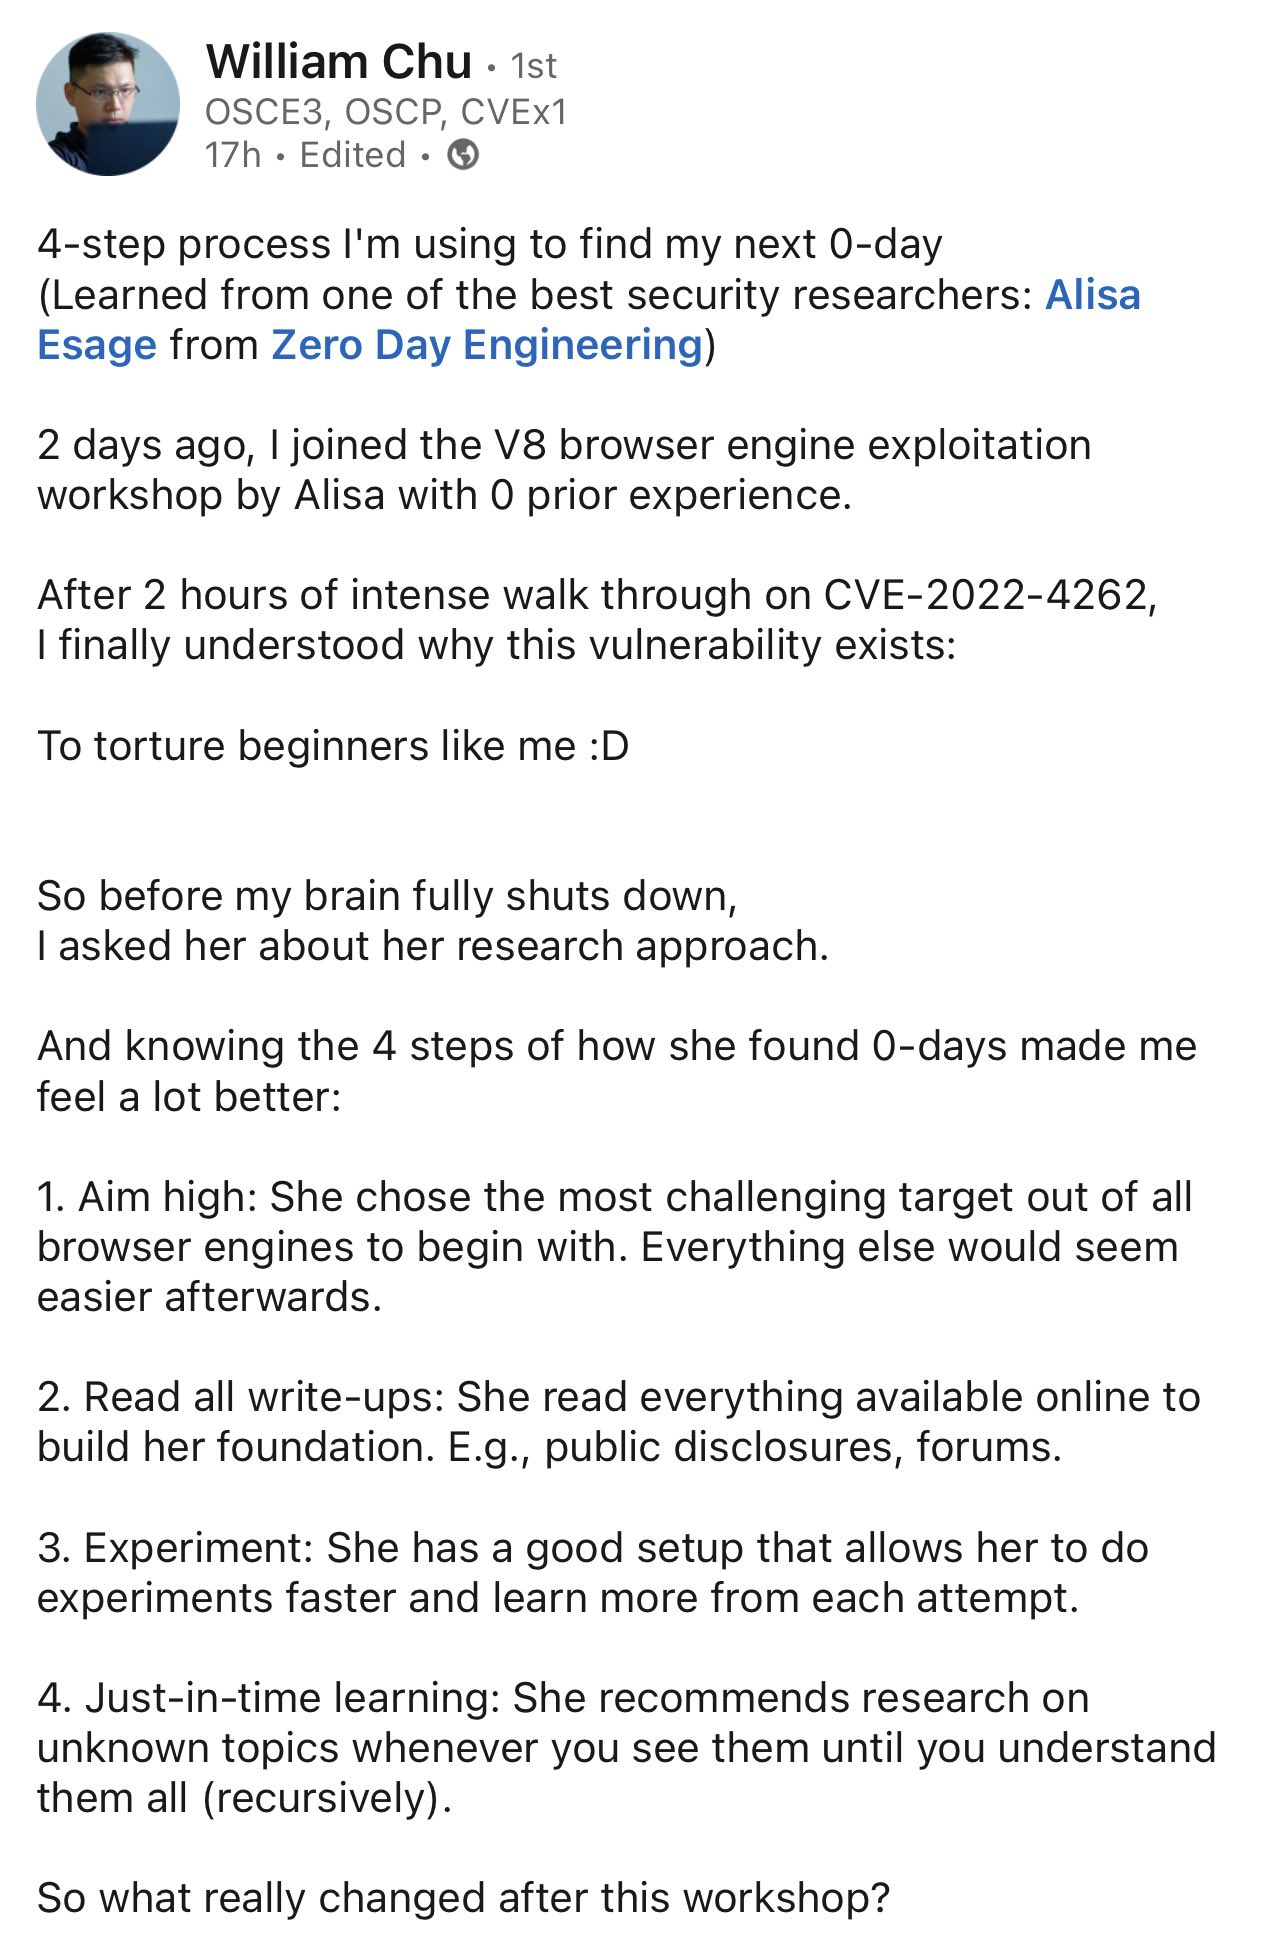 William Chu • 1st
OSCE3, OSCP, CVEx1
17h • Edited •
4-step process I'm using to find my next 0-day
(Learned from one of the best security researchers: Alisa
Esage from Zero Day Engineering)
2 days ago, I joined the V8 browser engine exploitation
workshop by Alisa with 0 prior experience.
After 2 hours of intense walk through on CVE-2022-4262,
I finally understood why this vulnerability exists:
To torture beginners like me :D
So before my brain fully shuts down,
I asked her about her research approach.
And knowing the 4 steps of how she found 0-days made me
feel a lot better:
1. Aim high: She chose the most challenging target out of all
browser engines to begin with. Everything else would seem
easier afterwards.
2. Read all write-ups: She read everything available online to
build her foundation. E.g., public disclosures, forums.
3. Experiment: She has a good setup that allows her to do
experiments faster and learn more from each attempt.
4. Just-in-time learning: She recommends research on
unknown topics whenever you see them until you understand
them all (recursively).
So what really changed after this workshop?